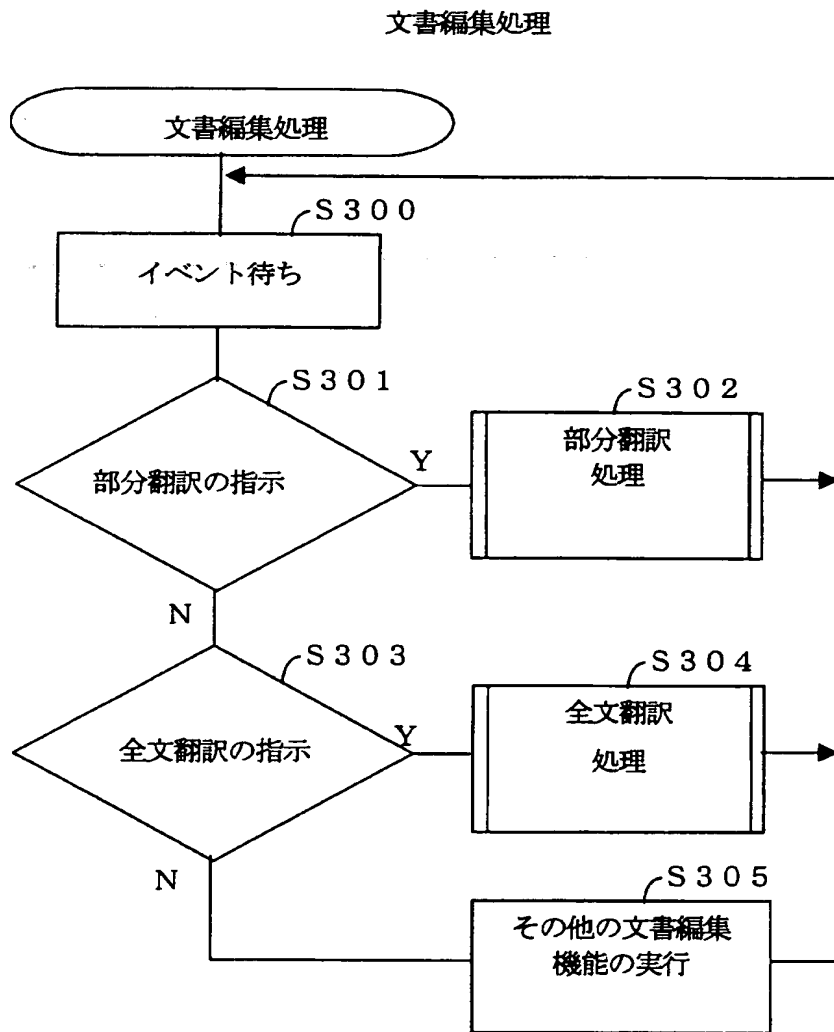 文書編集処理
文書編集処理
S300
イベント待ち
S301
部分翻訳の指示
Y
S302
部分翻訳
処理
N
S303
全文翻訳の指示
Y
S304
全文翻訳
処理
N
S305
その他の文書編集
機能の実行